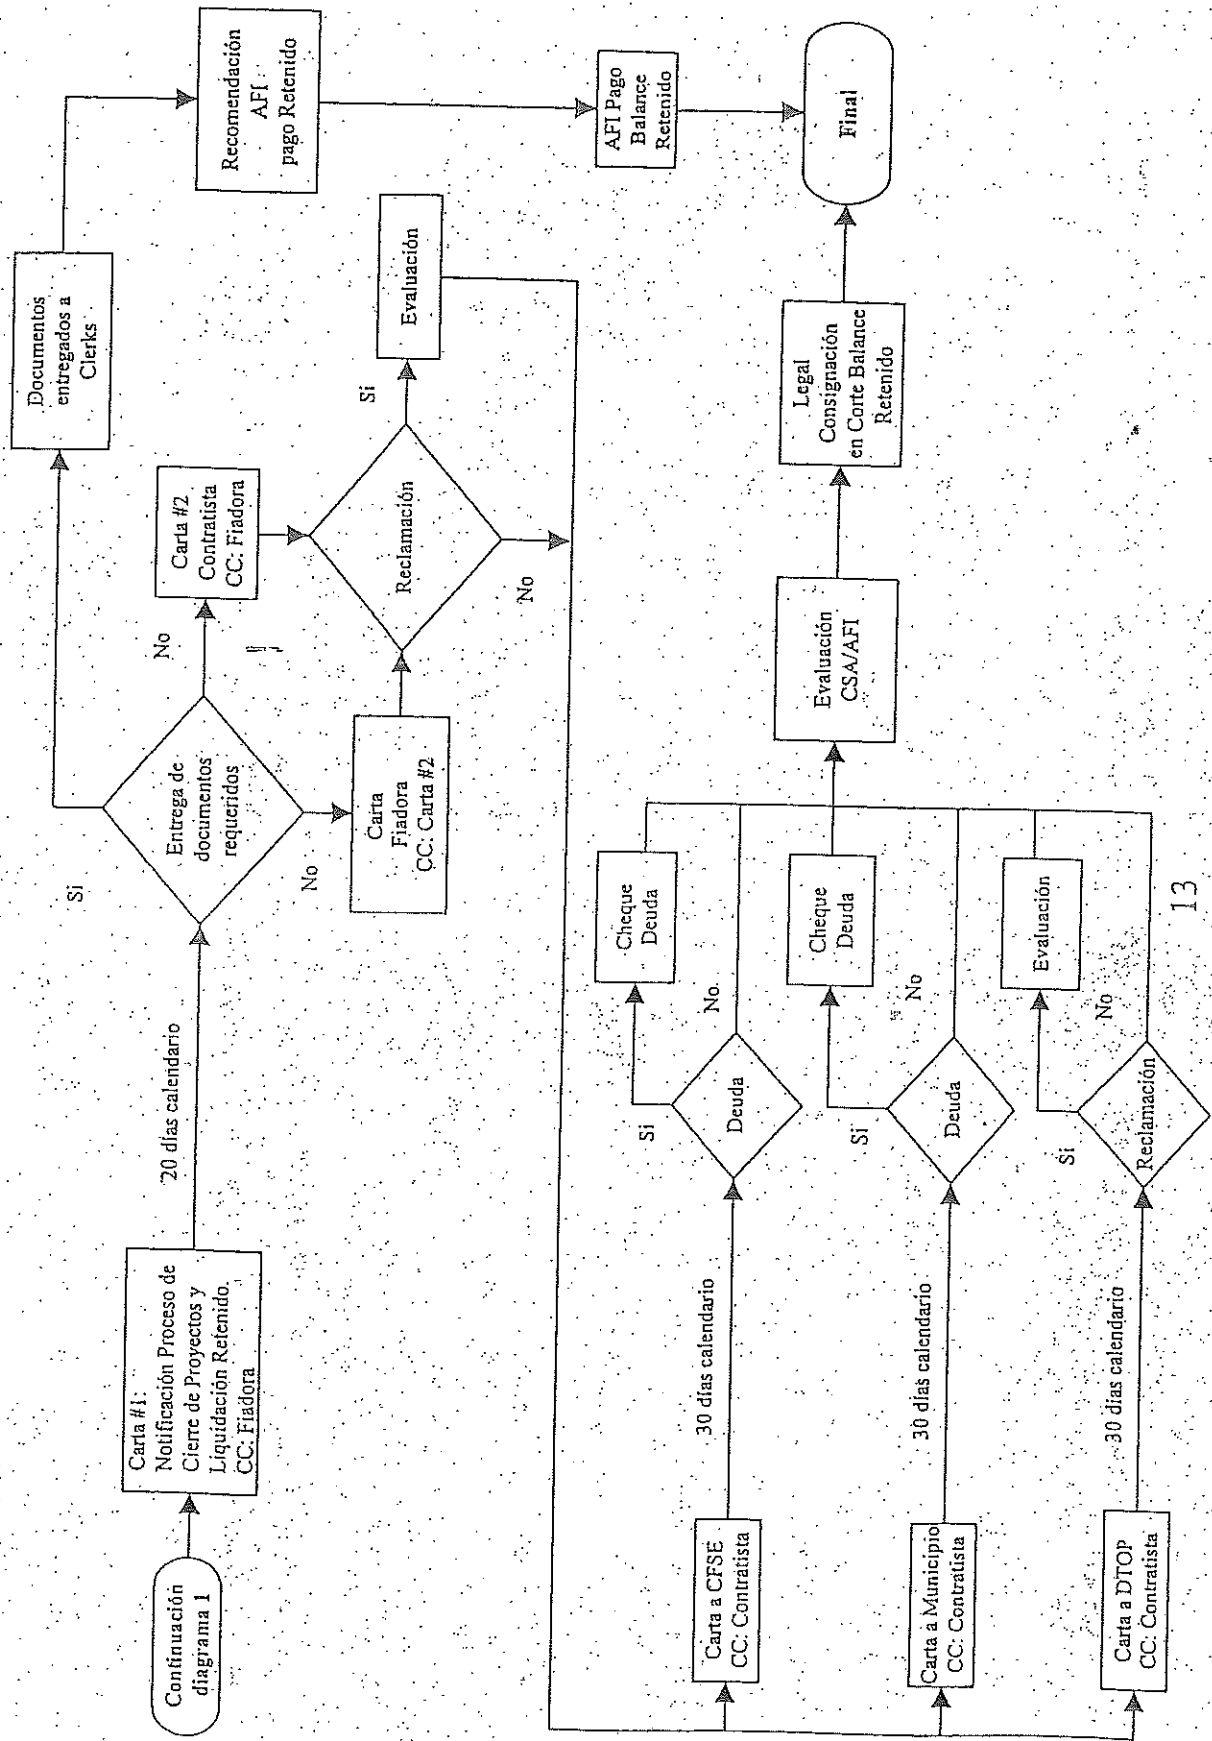 Continuación
diagrama 1
Carta #1:
Notificación Proceso de
Cierre de Proyectos y
Liquidación Retenido.
CC: Fiadora
20 días calendario
Entrega de
documentos
requeridos
Si
Documentos
entregados a
Clerks
Recomendación
AFI
pago Retenido
AFI Pago
Balance
Retenido
Final
No
Carta #2
Contratista
CC: Fiadora
No
Carta
Fiadora
CC: Carta #2
Reclamación
Si
Evaluación
No
Carta a CFSE
CC: Contratista
30 días calendario
Deuda
Si
Cheque
Deuda
No
Carta a Municipio
CC: Contratista
30 días calendario
Deuda
Si
Cheque
Deuda
No
Carta a DTOP
CC: Contratista
30 días calendario
Reclamación
Si
Evaluación
No
Evaluación
CSA/AFI
Legal
Consignación
en Corte Balance
Retenido
13